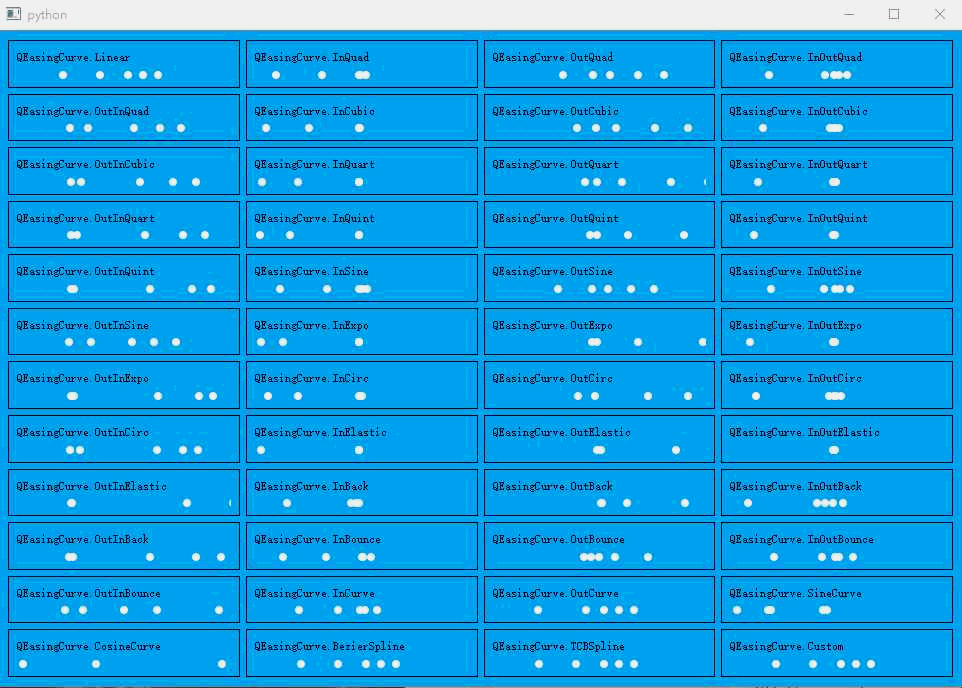 python
QEasingCurve.Linear QEasingCurve.InQuad QEasingCurve.OutQuad QEasingCurve.InOutQuad
QEasingCurve.OutInQuad QEasingCurve.InCubic QEasingCurve.OutCubic QEasingCurve.InOutCubic
QEasingCurve.OutInCubic QEasingCurve.InQuart QEasingCurve.OutQuart QEasingCurve.InOutQuart
QEasingCurve.OutInQuart QEasingCurve.InQuint QEasingCurve.OutQuint QEasingCurve.InOutQuint
QEasingCurve.OutInQuint QEasingCurve.InSine QEasingCurve.OutSine QEasingCurve.InOutSine
QEasingCurve.OutInSine QEasingCurve.InExpo QEasingCurve.OutExpo QEasingCurve.InOutExpo
QEasingCurve.OutInExpo QEasingCurve.InCirc QEasingCurve.OutCirc QEasingCurve.InOutCirc
QEasingCurve.OutInCirc QEasingCurve.InElastic QEasingCurve.OutElastic QEasingCurve.InOutElastic
QEasingCurve.OutInElastic QEasingCurve.InBack QEasingCurve.OutBack QEasingCurve.InOutBack
QEasingCurve.OutInBack QEasingCurve.InBounce QEasingCurve.OutBounce QEasingCurve.InOutBounce
QEasingCurve.OutInBounce QEasingCurve.InCurve QEasingCurve.OutCurve QEasingCurve.SineCurve
QEasingCurve.CosineCurve QEasingCurve.BezierSpline QEasingCurve.TCBSpline QEasingCurve.Custom